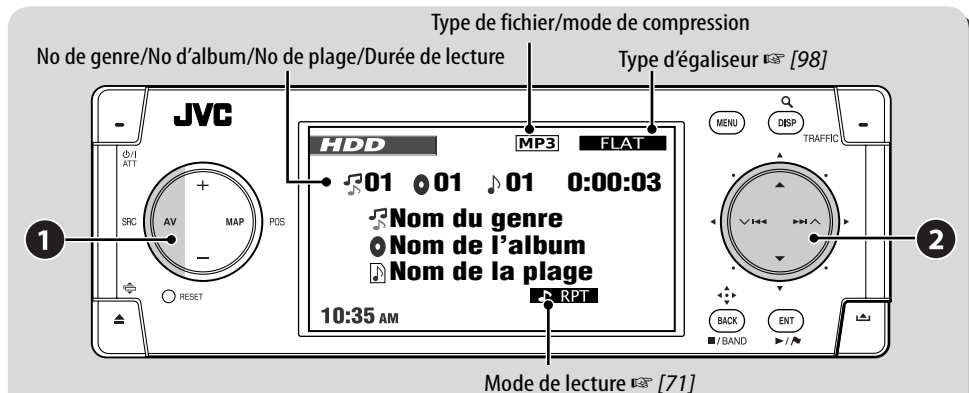 Type de fichier/mode de compression
No de genre/No d'album/No de plage/Durée de lecture
Type d'égaliseur ☞ [98]
JVC
MENU
DISP
TRAFFIC
HDD
MP3
FLAT
⏻/I
ATT
01 01 01 0:00:03
+
SRC
AV
MAP
POS
−
Nom du genre
Nom de l'album
Nom de la plage
RPT
10:35 AM
1
2
RESET
BACK
ENT
■/BAND
►/⚑
Mode de lecture ☞ [71]